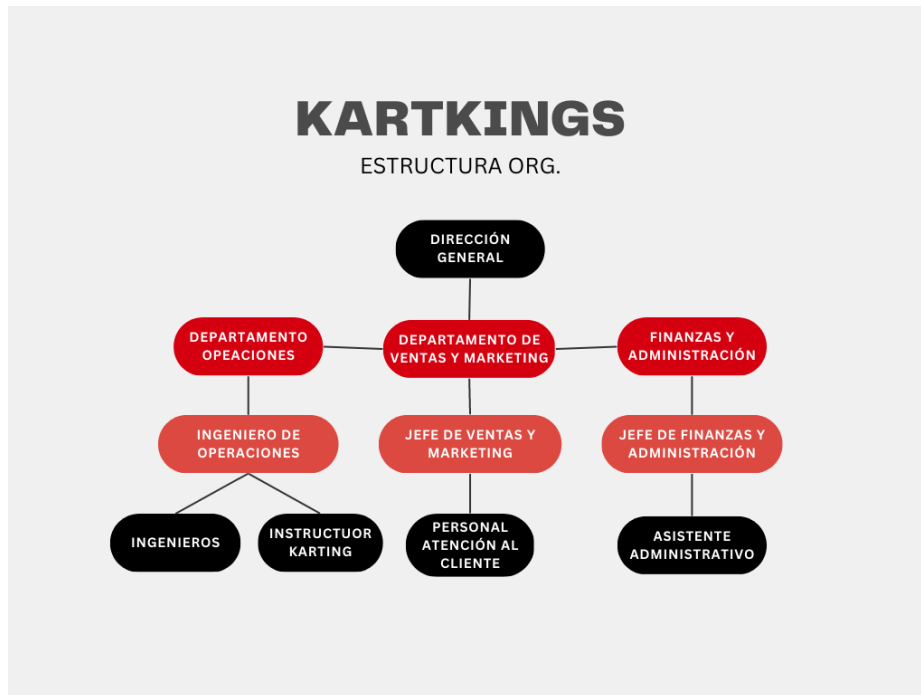 KARTKINGS
ESTRUCTURA ORG.
DIRECCIÓN
GENERAL
DEPARTAMENTO
OPEACIONES
DEPARTAMENTO DE
VENTAS Y MARKETING
FINANZAS Y
ADMINISTRACIÓN
INGENIERO DE
OPERACIONES
JEFE DE VENTAS Y
MARKETING
JEFE DE FINANZAS Y
ADMINISTRACIÓN
INGENIEROS
INSTRUCTUOR
KARTING
PERSONAL
ATENCIÓN AL
CLIENTE
ASISTENTE
ADMINISTRATIVO